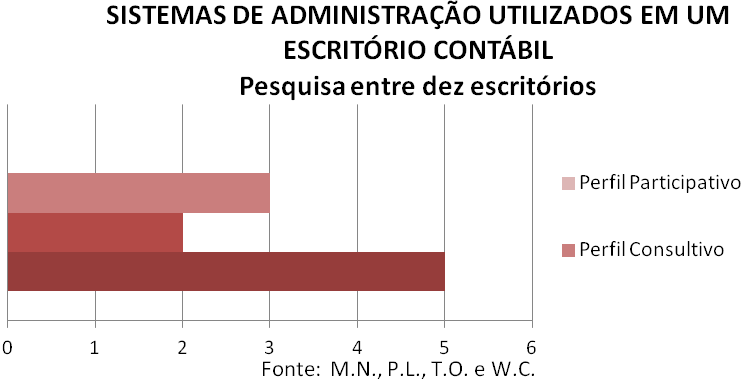 SISTEMAS DE ADMINISTRAÇÃO UTILIZADOS EM UM
ESCRITÓRIO CONTÁBIL
Pesquisa entre dez escritórios
Perfil Participativo
Perfil Consultivo
0 1 2 3 4 5 6
Fonte: M.N., P.L., T.O. e W.C.